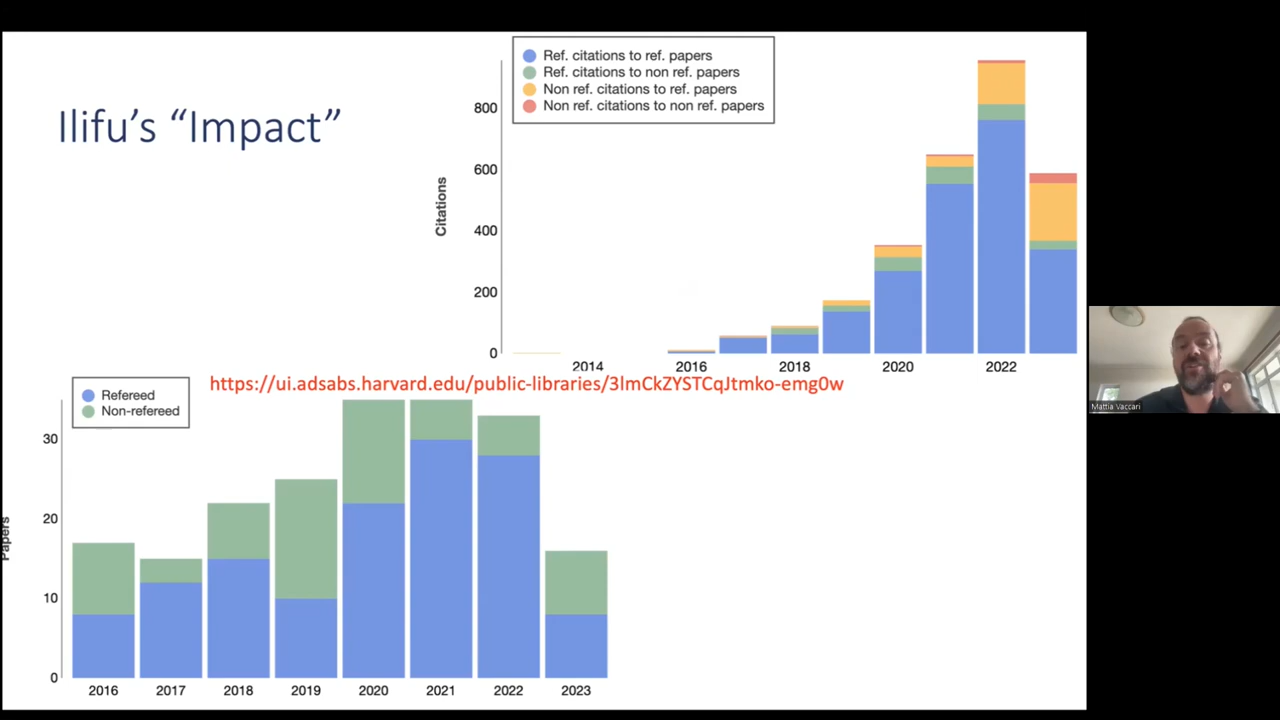 Ilifu's “Impact”
Ref. citations to ref. papers
Ref. citations to non ref. papers
Non ref. citations to ref. papers
Non ref. citations to non ref. papers
Citations
800
600
400
200
0
2014
2016
2018
2020
2022
https://ui.adsabs.harvard.edu/public-libraries/3lmCkZYSTCqJtmko-emg0w
Refereed
Non-refereed
Papers
30
20
10
0
2016
2017
2018
2019
2020
2021
2022
2023
Mattia Vaccari